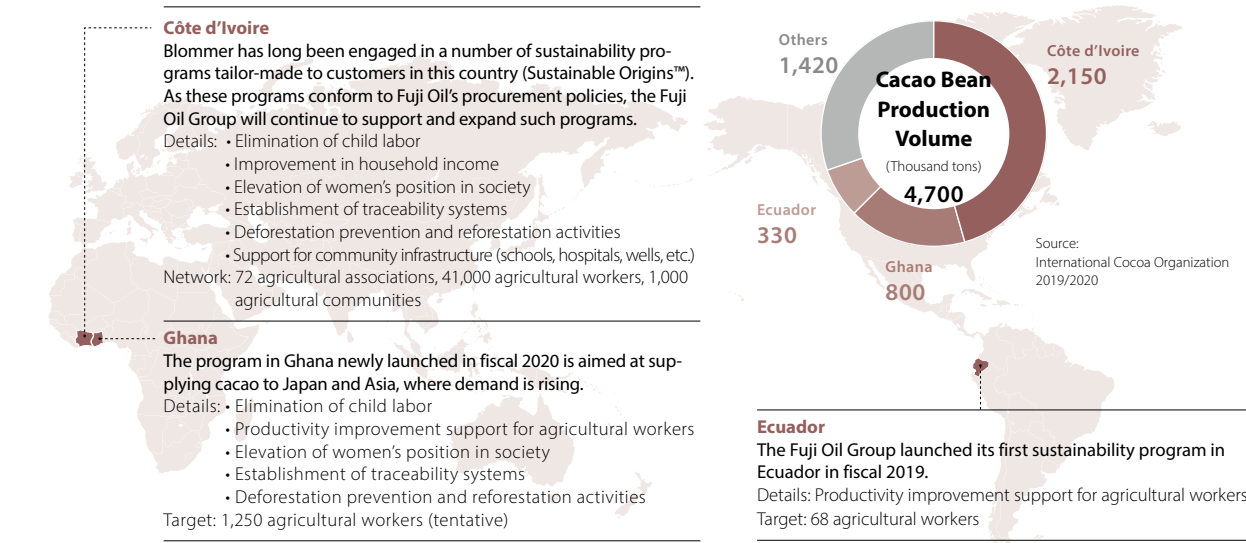 Côte d’Ivoire
Blommer has long been engaged in a number of sustainability pro-
grams tailor-made to customers in this country (Sustainable Origins™).
As these programs conform to Fuji Oil’s procurement policies, the Fuji
Oil Group will continue to support and expand such programs.
Details: • Elimination of child labor
• Improvement in household income
• Elevation of women’s position in society
• Establishment of traceability systems
• Deforestation prevention and reforestation activities
• Support for community infrastructure (schools, hospitals, wells, etc.)
Network: 72 agricultural associations, 41,000 agricultural workers, 1,000
agricultural communities
Ghana
The program in Ghana newly launched in fiscal 2020 is aimed at sup-
plying cacao to Japan and Asia, where demand is rising.
Details: • Elimination of child labor
• Productivity improvement support for agricultural workers
• Elevation of women’s position in society
• Establishment of traceability systems
• Deforestation prevention and reforestation activities
Target: 1,250 agricultural workers (tentative)
Cacao Bean
Production
Volume
(Thousand tons)
4,700
Others
1,420
Côte d’Ivoire
2,150
Ecuador
330
Ghana
800
Source:
International Cocoa Organization
2019/2020
Ecuador
The Fuji Oil Group launched its first sustainability program in
Ecuador in fiscal 2019.
Details: Productivity improvement support for agricultural workers
Target: 68 agricultural workers